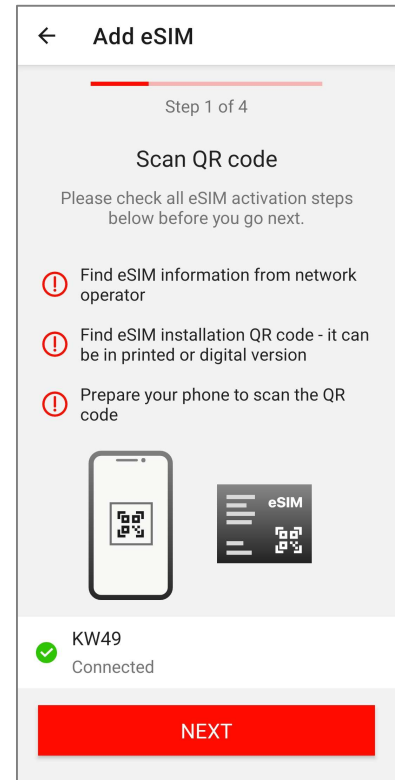 Add eSIM
Step 1 of 4
Scan QR code
Please check all eSIM activation steps
below before you go next.
Find eSIM information from network
operator
Find eSIM installation QR code - it can
be in printed or digital version
Prepare your phone to scan the QR
code
eSIM
KW49
Connected
NEXT